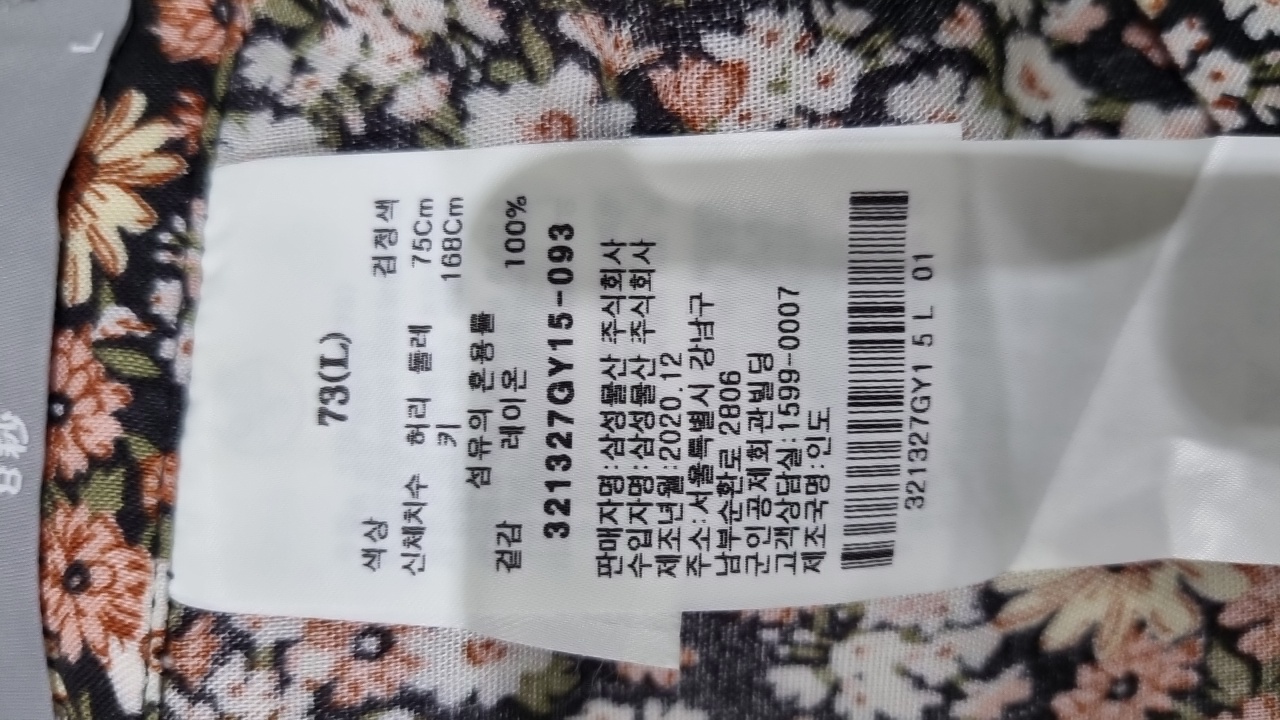 8秒
L
73(L)
색상 검정색
신체치수 허리 둘레 75Cm
키 168Cm
섬유의 혼용률
겉감 레이온 100%
321327GY15-093
판매자명:삼성물산 주식회사
수입자명:삼성물산 주식회사
제조년월:2020.12
주소:서울특별시 강남구
남부순환로 2806
군인공제회관빌딩
고객상담실:1599-0007
제조국명:인도
321327GY1 5 L 01